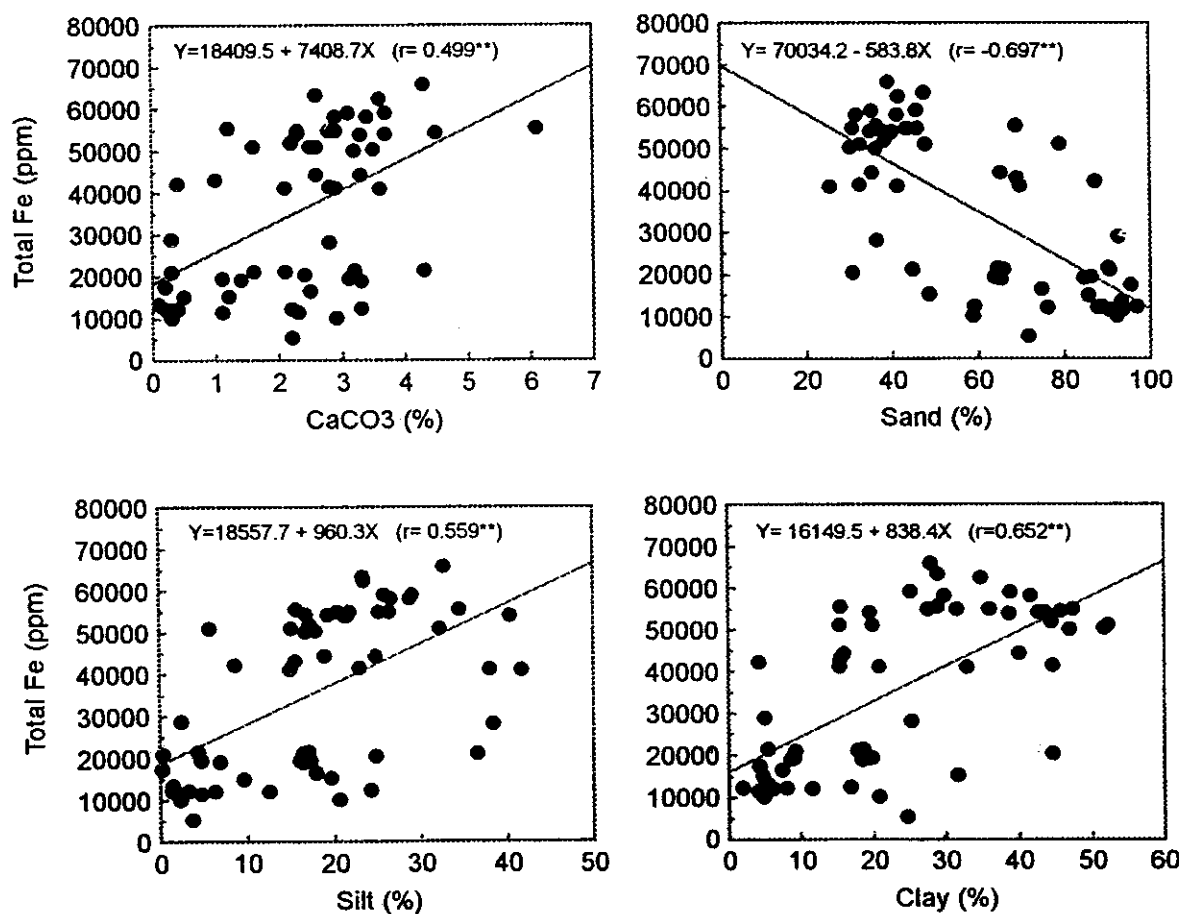 Y=18409.5 + 7408.7X (r= 0.499**)
Total Fe (ppm)
80000
70000
60000
50000
40000
30000
20000
10000
0
0 1 2 3 4 5 6 7
CaCO3 (%)
Y= 70034.2 - 583.8X (r= -0.697**)
80000
70000
60000
50000
40000
30000
20000
10000
0
0 20 40 60 80 100
Sand (%)
Y=18557.7 + 960.3X (r= 0.559**)
Total Fe (ppm)
80000
70000
60000
50000
40000
30000
20000
10000
0
0 10 20 30 40 50
Silt (%)
Y= 16149.5 + 838.4X (r=0.652**)
80000
70000
60000
50000
40000
30000
20000
10000
0
0 10 20 30 40 50 60
Clay (%)